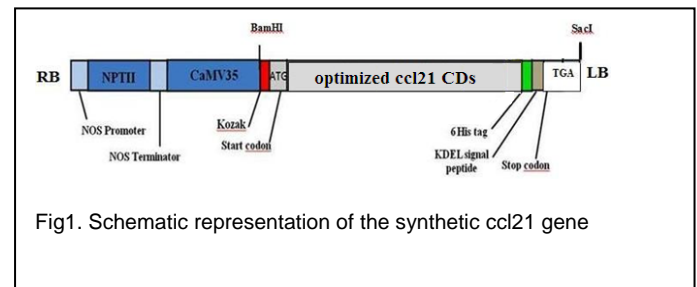 BamHI
SacI
RB NPTII CaMV35 ATG optimized ccl21 CDs TGA LB
NOS Promoter
NOS Terminator
Kozak
Start codon
6His tag
KDEL signal
peptide
Stop codon
Fig1. Schematic representation of the synthetic ccl21 gene